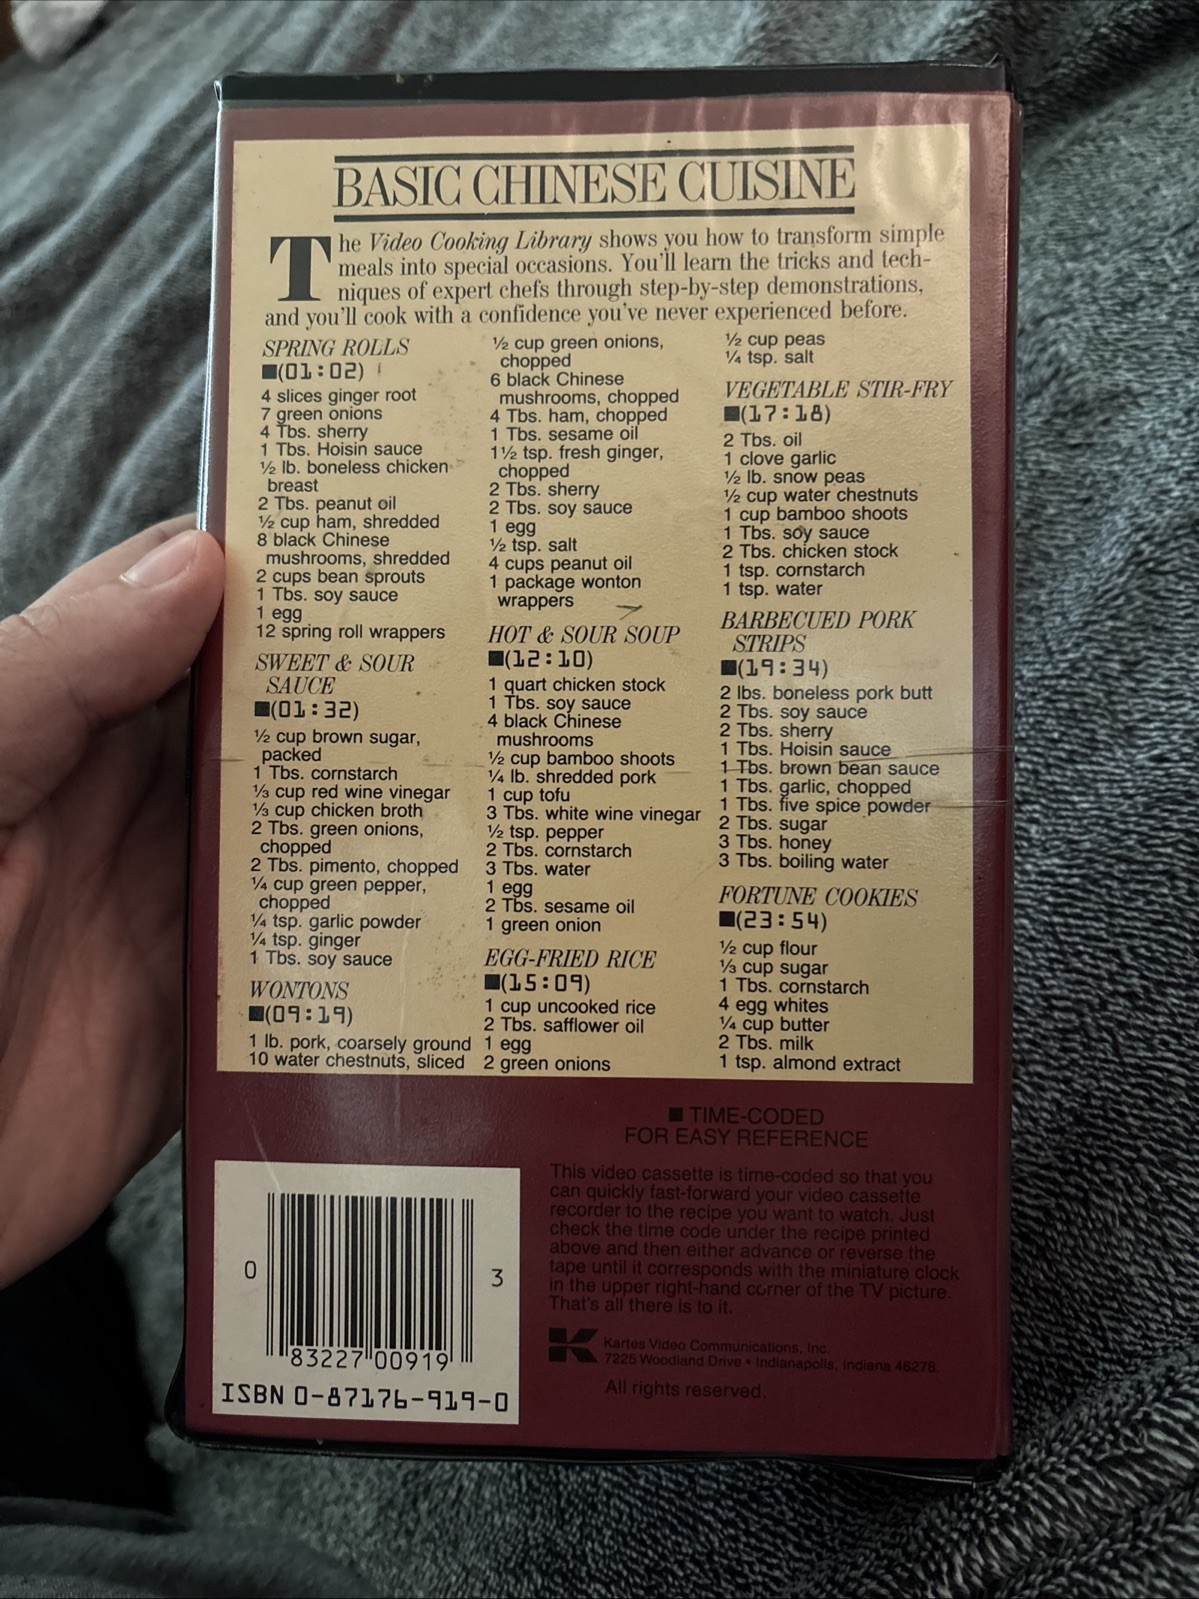 BASIC CHINESE CUISINE
The Video Cooking Library shows you how to transform simple
meals into special occasions. You'll learn the tricks and tech-
niques of expert chefs through step-by-step demonstrations,
and you'll cook with a confidence you've never experienced before.
SPRING ROLLS
■(01:02)
4 slices ginger root
7 green onions
4 Tbs. sherry
1 Tbs. Hoisin sauce
½ lb. boneless chicken
breast
2 Tbs. peanut oil
½ cup ham, shredded
8 black Chinese
mushrooms, shredded
2 cups bean sprouts
1 Tbs. soy sauce
1 egg
12 spring roll wrappers
SWEET & SOUR
SAUCE
■(01:32)
½ cup brown sugar,
packed
1 Tbs. cornstarch
⅓ cup red wine vinegar
⅓ cup chicken broth
2 Tbs. green onions,
chopped
2 Tbs. pimento, chopped
¼ cup green pepper,
chopped
¼ tsp. garlic powder
¼ tsp. ginger
1 Tbs. soy sauce
WONTONS
■(09:19)
1 lb. pork, coarsely ground
10 water chestnuts, sliced
½ cup green onions,
chopped
6 black Chinese
mushrooms, chopped
4 Tbs. ham, chopped
1 Tbs. sesame oil
1½ tsp. fresh ginger,
chopped
2 Tbs. sherry
2 Tbs. soy sauce
1 egg
½ tsp. salt
4 cups peanut oil
1 package wonton
wrappers
HOT & SOUR SOUP
■(12:10)
1 quart chicken stock
1 Tbs. soy sauce
4 black Chinese
mushrooms
½ cup bamboo shoots
¼ lb. shredded pork
1 cup tofu
3 Tbs. white wine vinegar
½ tsp. pepper
2 Tbs. cornstarch
3 Tbs. water
1 egg
2 Tbs. sesame oil
1 green onion
EGG-FRIED RICE
■(15:09)
1 cup uncooked rice
2 Tbs. safflower oil
1 egg
2 green onions
½ cup peas
¼ tsp. salt
VEGETABLE STIR-FRY
■(17:18)
2 Tbs. oil
1 clove garlic
½ lb. snow peas
½ cup water chestnuts
1 cup bamboo shoots
1 Tbs. soy sauce
2 Tbs. chicken stock
1 tsp. cornstarch
1 tsp. water
BARBECUED PORK
STRIPS
■(19:34)
2 lbs. boneless pork butt
2 Tbs. soy sauce
2 Tbs. sherry
1 Tbs. Hoisin sauce
1 Tbs. brown bean sauce
1 Tbs. garlic, chopped
1 Tbs. five spice powder
2 Tbs. sugar
3 Tbs. honey
3 Tbs. boiling water
FORTUNE COOKIES
■(23:54)
½ cup flour
⅓ cup sugar
1 Tbs. cornstarch
4 egg whites
¼ cup butter
2 Tbs. milk
1 tsp. almond extract
■ TIME-CODED
FOR EASY REFERENCE
This video cassette is time-coded so that you
can quickly fast-forward your video cassette
recorder to the recipe you want to watch. Just
check the time code under the recipe printed
above and then either advance or reverse the
tape until it corresponds with the miniature clock
in the upper right-hand corner of the TV picture.
That's all there is to it.
K Kartes Video Communications, Inc.
7225 Woodland Drive • Indianapolis, Indiana 46278.
All rights reserved.
0 83227 00919 3
ISBN 0-87176-919-0